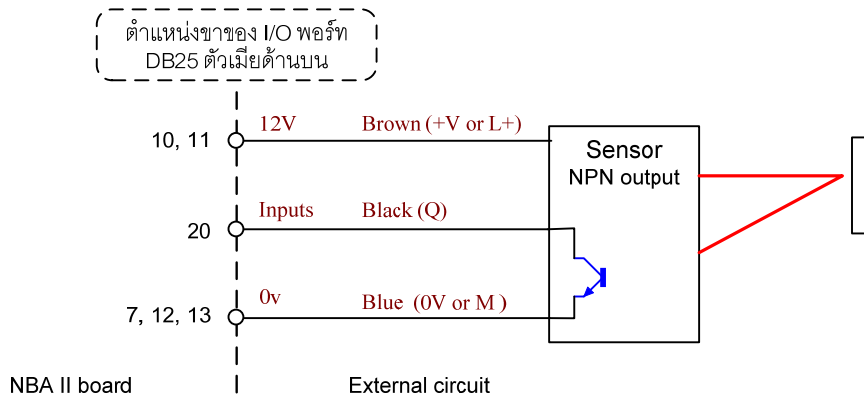 ตำแหน่งขาของ I/O พอร์ท
DB25 ตัวเมียด้านบน
10, 11
12V
Brown (+V or L+)
Sensor
NPN output
20
Inputs
Black (Q)
7, 12, 13
0v
Blue (0V or M )
NBA II board
External circuit